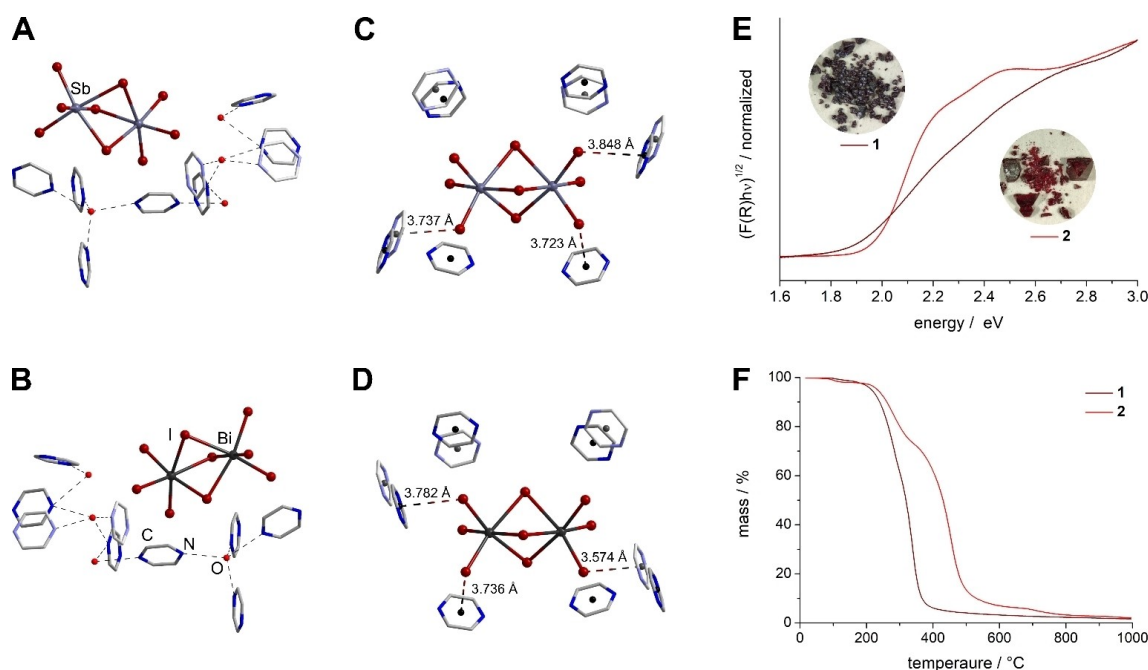 A
Sb
B
I
Bi
C
N
O
C
3.848 Å
3.737 Å
3.723 Å
D
3.782 Å
3.574 Å
3.736 Å
E
(F(R)hν)^1/2 / normalized
1
2
1.6 1.8 2.0 2.2 2.4 2.6 2.8 3.0
energy / eV
F
mass / %
100
80
60
40
20
0
1
2
0 200 400 600 800 1000
temperaure / °C